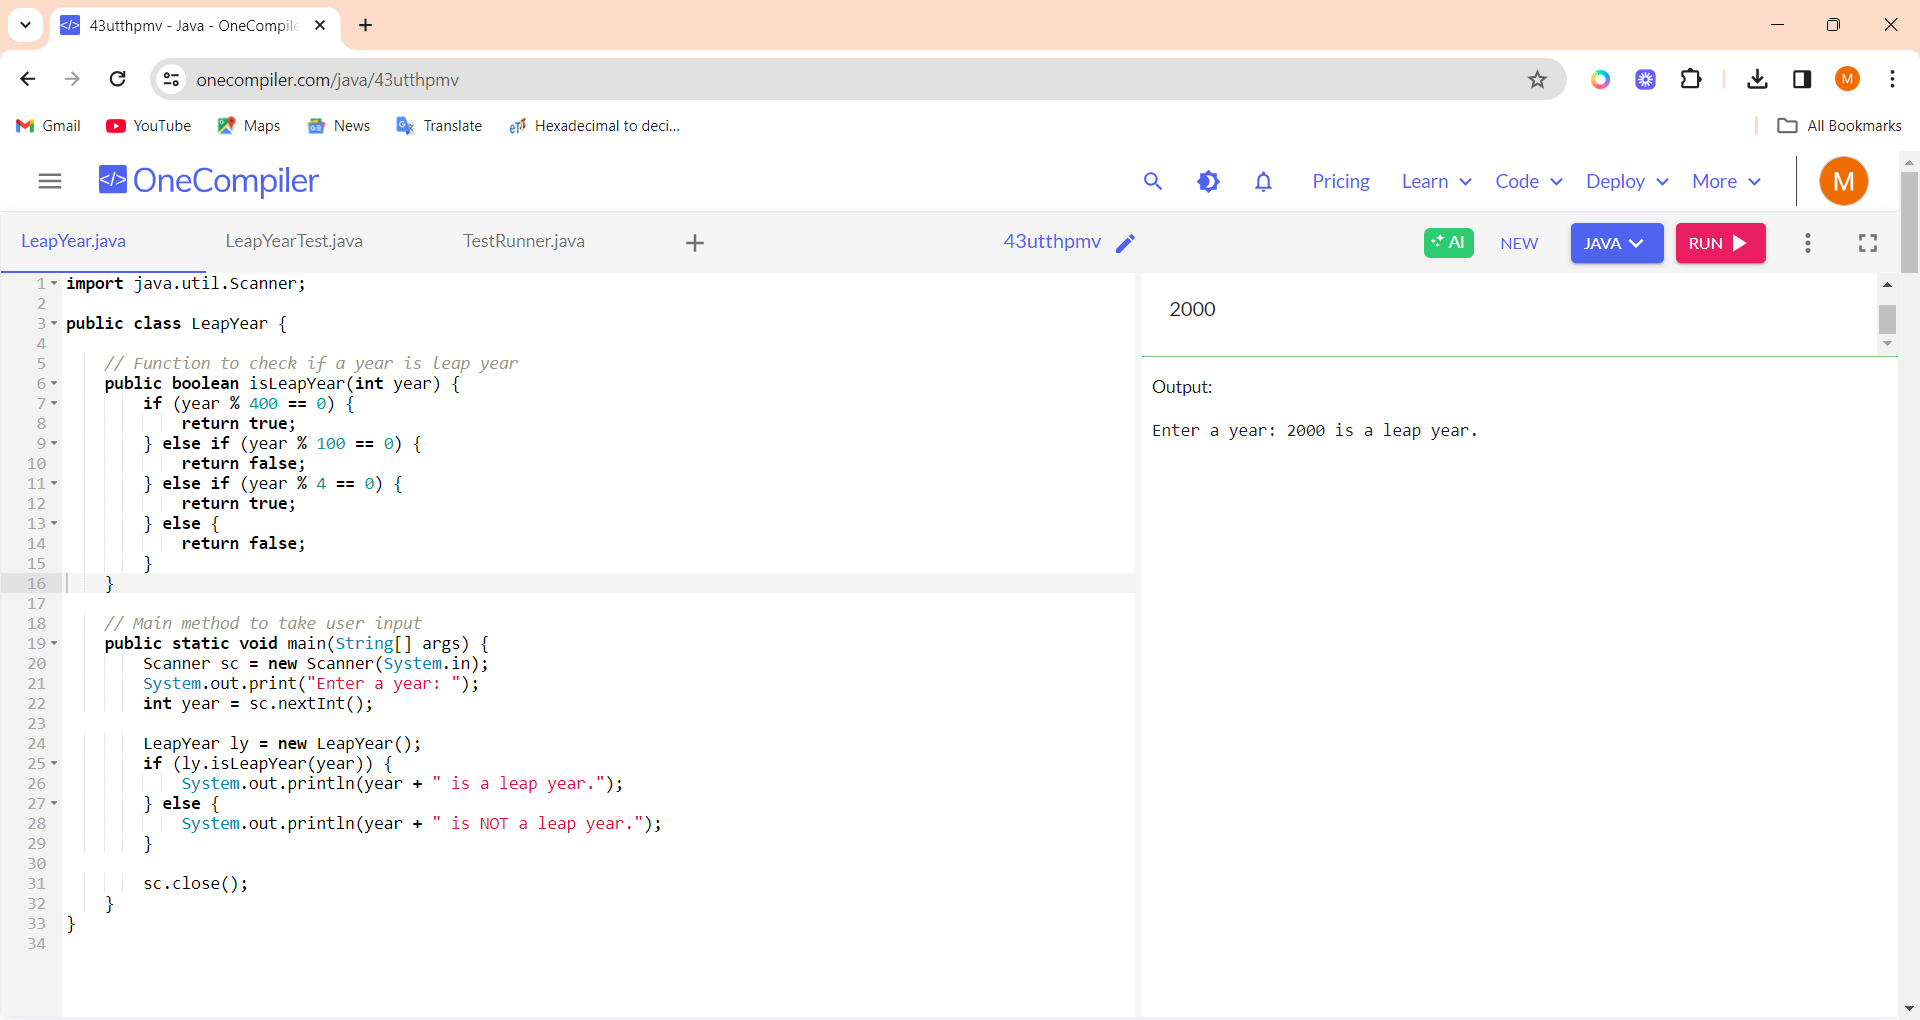 43utthpmv - Java - OneCompile
onecompiler.com/java/43utthpmv
M
Gmail
YouTube
Maps
News
Translate
Hexadecimal to deci...
All Bookmarks
</> OneCompiler
Pricing
Learn
Code
Deploy
More
M
LeapYear.java
LeapYearTest.java
TestRunner.java
+
43utthpmv
AI
NEW
JAVA
RUN
1 import java.util.Scanner;
2
3 public class LeapYear {
4
5 // Function to check if a year is leap year
6 public boolean isLeapYear(int year) {
7 if (year % 400 == 0) {
8 return true;
9 } else if (year % 100 == 0) {
10 return false;
11 } else if (year % 4 == 0) {
12 return true;
13 } else {
14 return false;
15 }
16 }
17
18 // Main method to take user input
19 public static void main(String[] args) {
20 Scanner sc = new Scanner(System.in);
21 System.out.print("Enter a year: ");
22 int year = sc.nextInt();
23
24 LeapYear ly = new LeapYear();
25 if (ly.isLeapYear(year)) {
26 System.out.println(year + " is a leap year.");
27 } else {
28 System.out.println(year + " is NOT a leap year.");
29 }
30
31 sc.close();
32 }
33 }
34
2000
Output:
Enter a year: 2000 is a leap year.